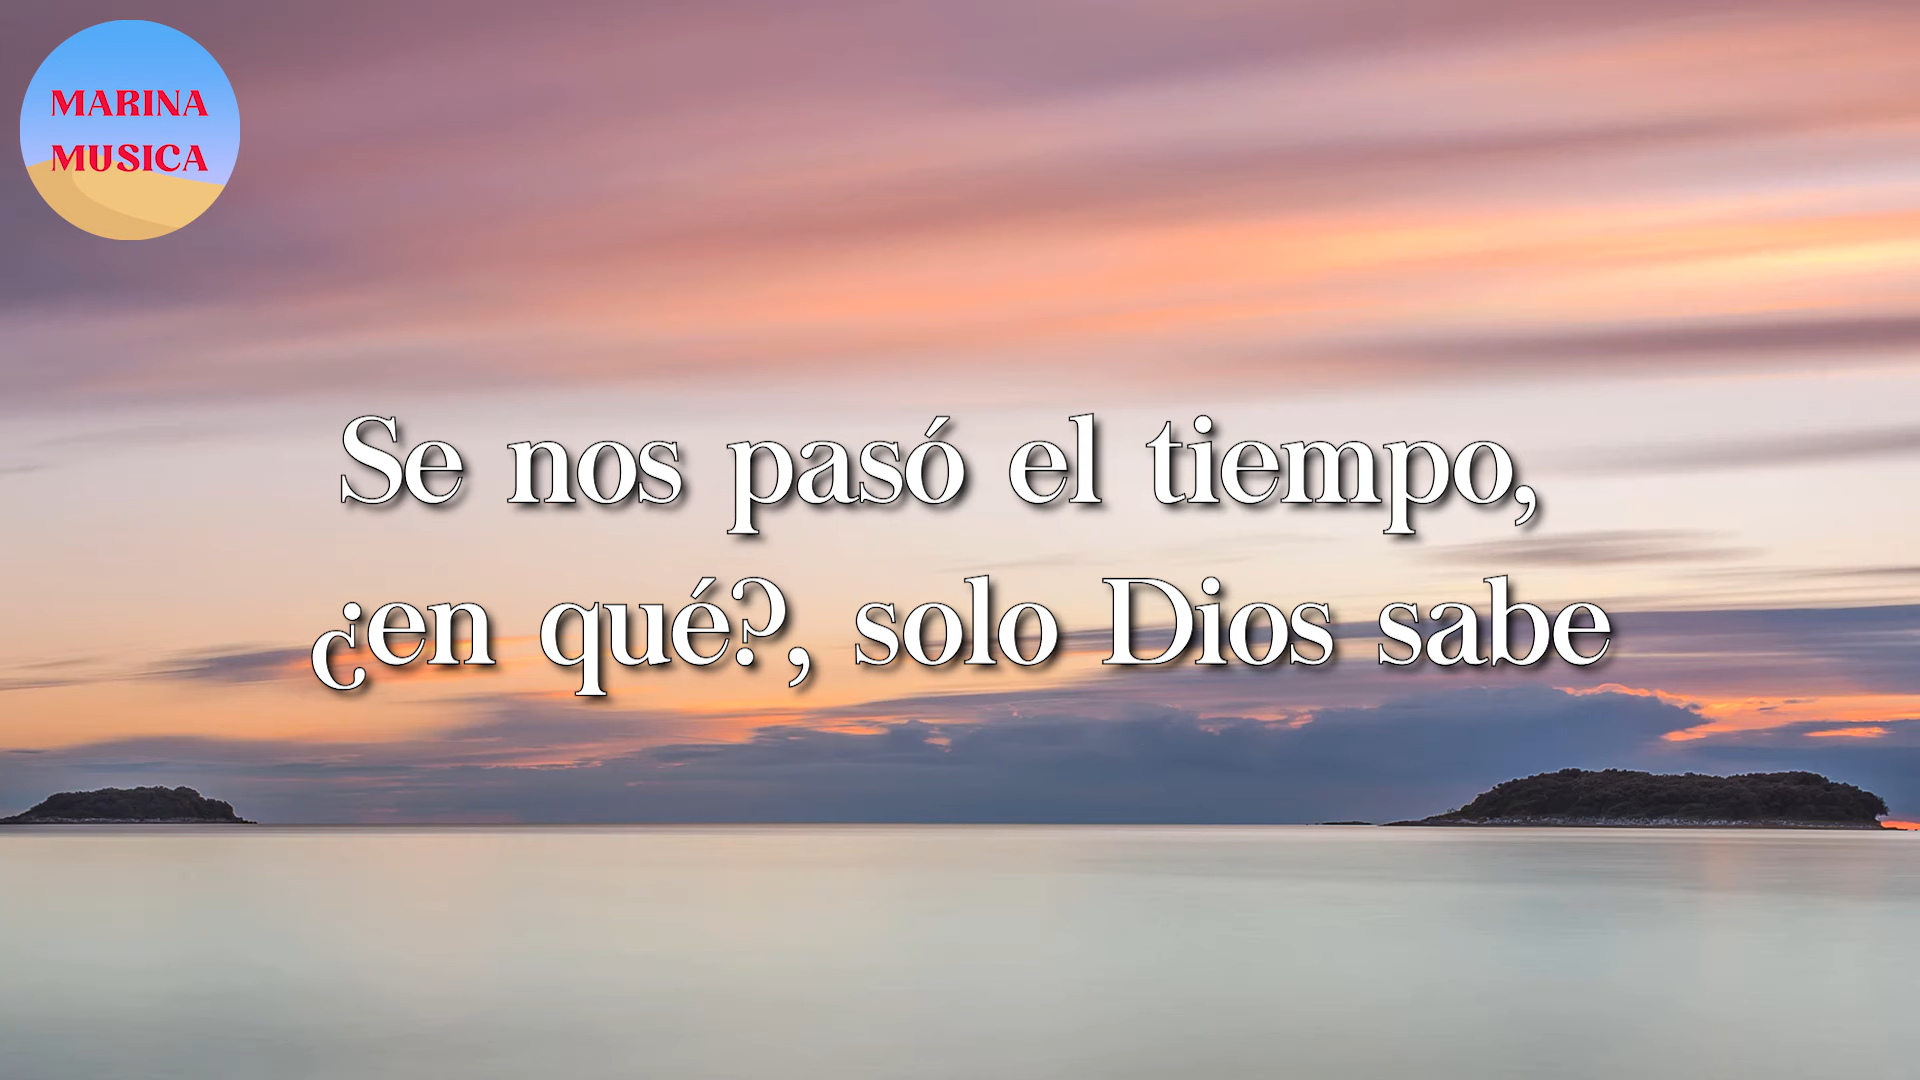 MARINA
MUSICA
Se nos pasó el tiempo,
¿en qué?, solo Dios sabe